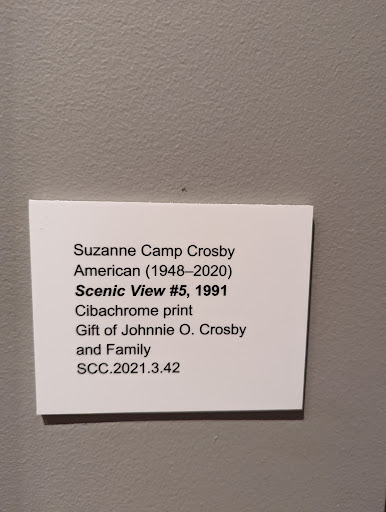 Suzanne Camp Crosby
American (1948–2020)
Scenic View #5, 1991
Cibachrome print
Gift of Johnnie O. Crosby
and Family
SCC.2021.3.42